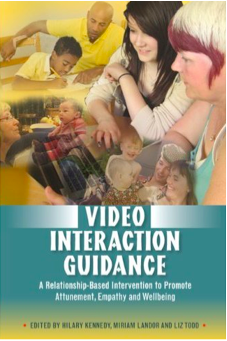 VIDEO
INTERACTION
GUIDANCE
A Relationship-Based Intervention to Promote
Attunement, Empathy and Wellbeing
• EDITED BY HILARY KENNEDY, MIRIAM LANDOR AND LIZ TODD •